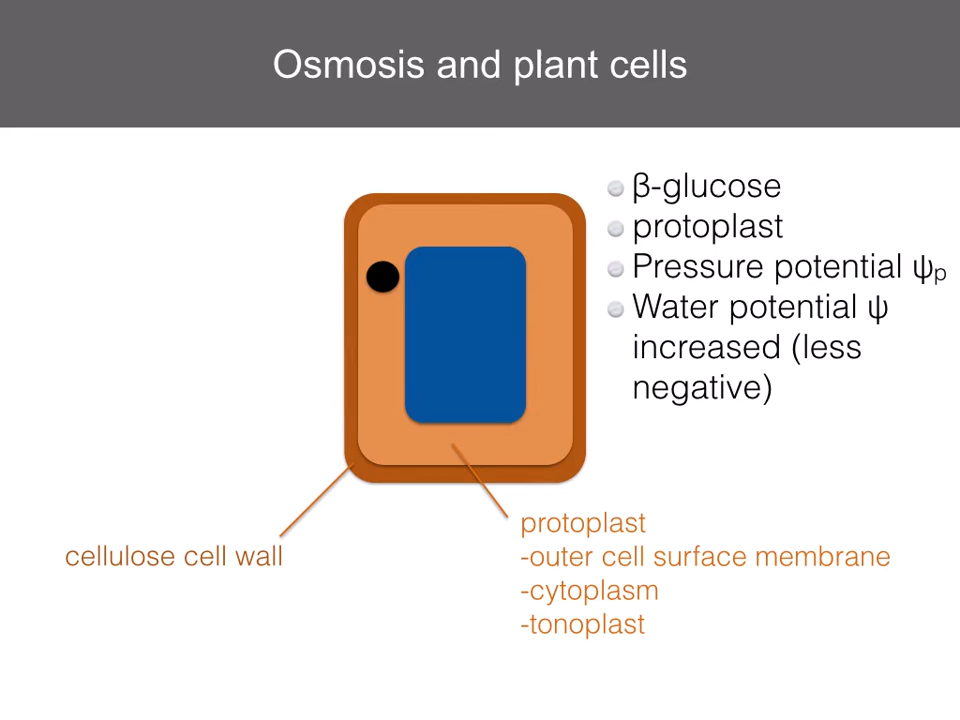 Osmosis and plant cells
β-glucose
protoplast
Pressure potential ψp
Water potential ψ
increased (less
negative)
cellulose cell wall
protoplast
-outer cell surface membrane
-cytoplasm
-tonoplast